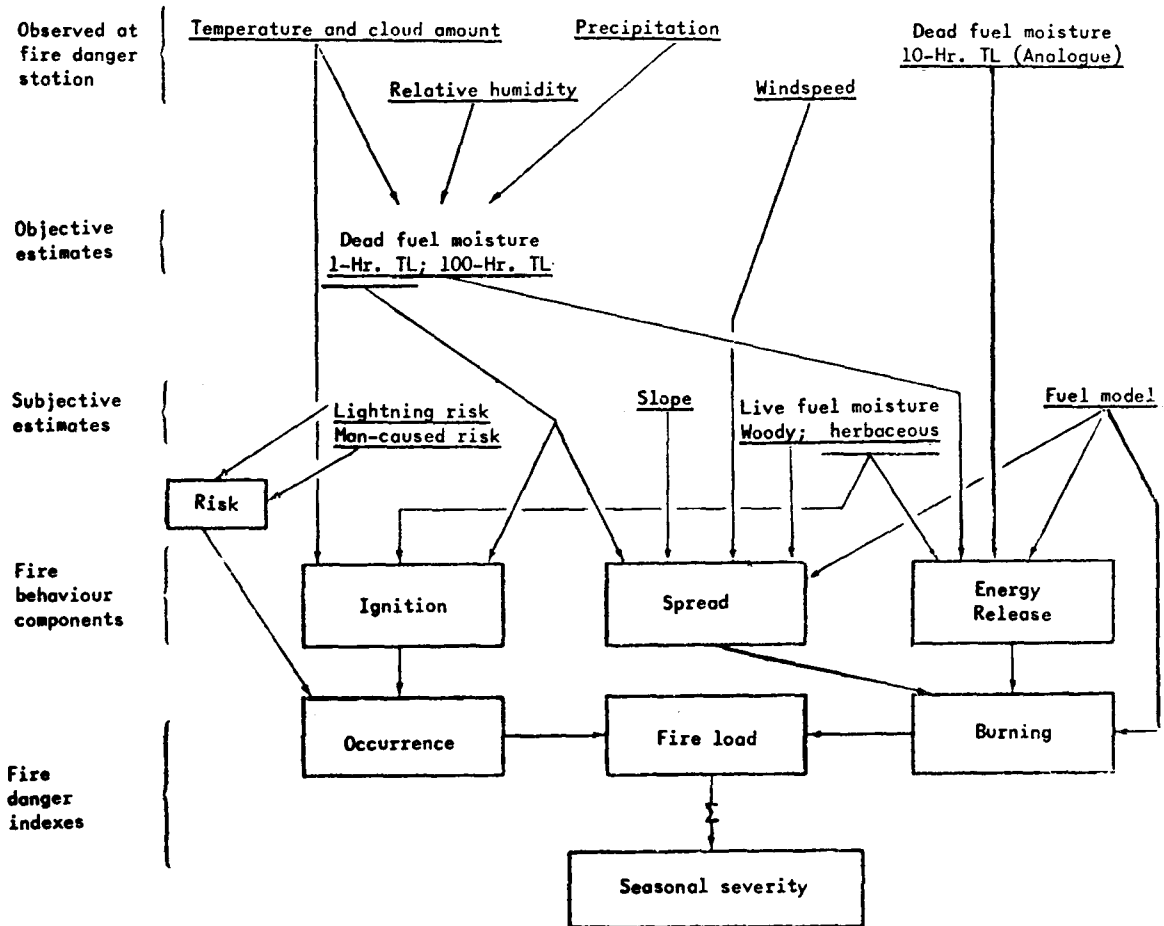 Observed at
fire danger
station
Temperature and cloud amount
Precipitation
Dead fuel moisture
10-Hr. TL (Analogue)
Relative humidity
Windspeed
Objective
estimates
Dead fuel moisture
1-Hr. TL; 100-Hr. TL
Subjective
estimates
Lightning risk
Man-caused risk
Slope
Live fuel moisture
Woody; herbaceous
Fuel model
Risk
Fire
behaviour
components
Ignition
Spread
Energy
Release
Fire
danger
indexes
Occurrence
Fire load
Burning
Σ
Seasonal severity